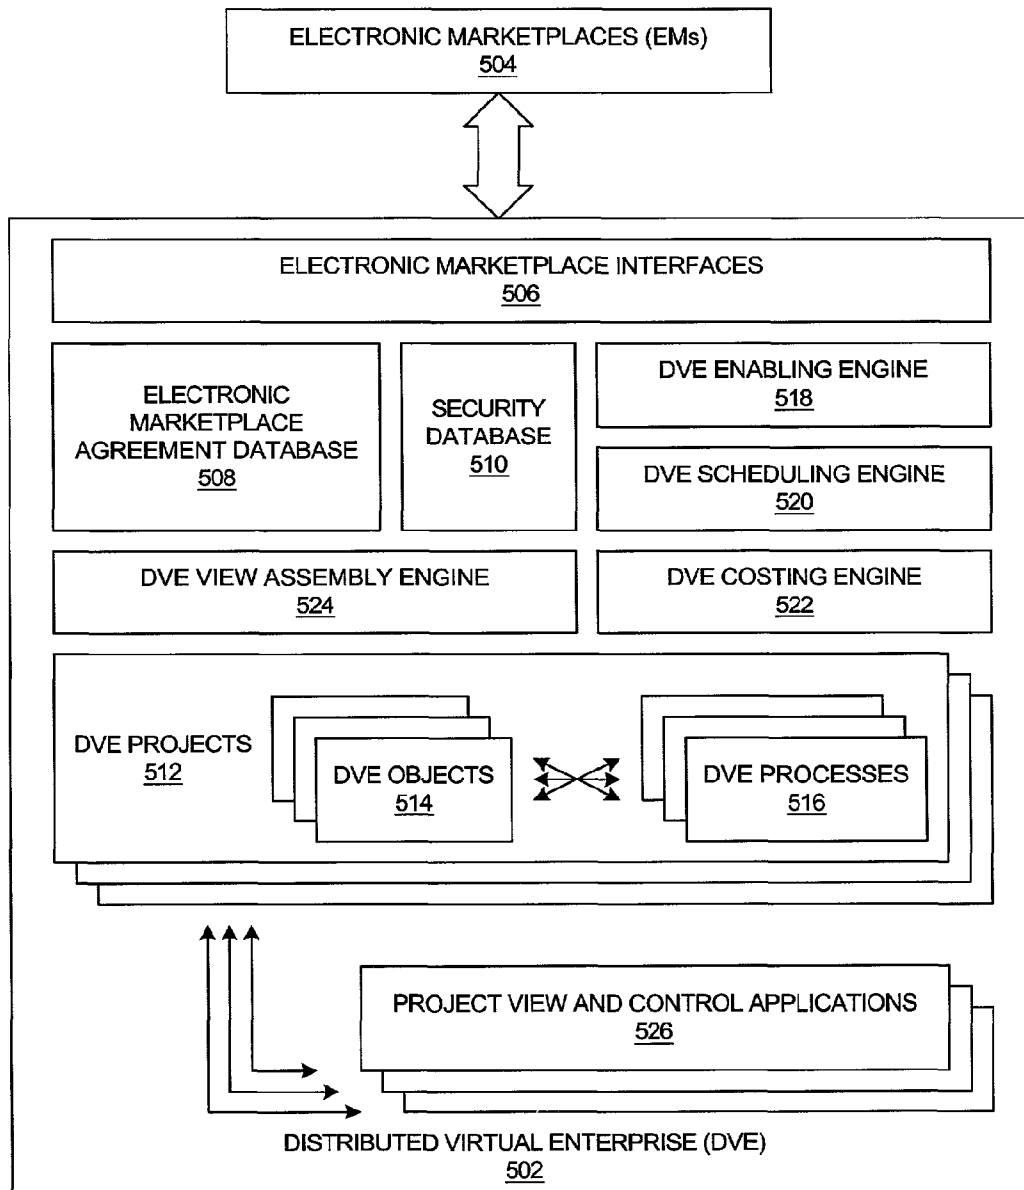 ELECTRONIC MARKETPLACES (EMs)
504
ELECTRONIC MARKETPLACE INTERFACES
506
ELECTRONIC
MARKETPLACE
AGREEMENT DATABASE
508
SECURITY
DATABASE
510
DVE ENABLING ENGINE
518
DVE SCHEDULING ENGINE
520
DVE VIEW ASSEMBLY ENGINE
524
DVE COSTING ENGINE
522
DVE PROJECTS
512
DVE OBJECTS
514
DVE PROCESSES
516
PROJECT VIEW AND CONTROL APPLICATIONS
526
DISTRIBUTED VIRTUAL ENTERPRISE (DVE)
502